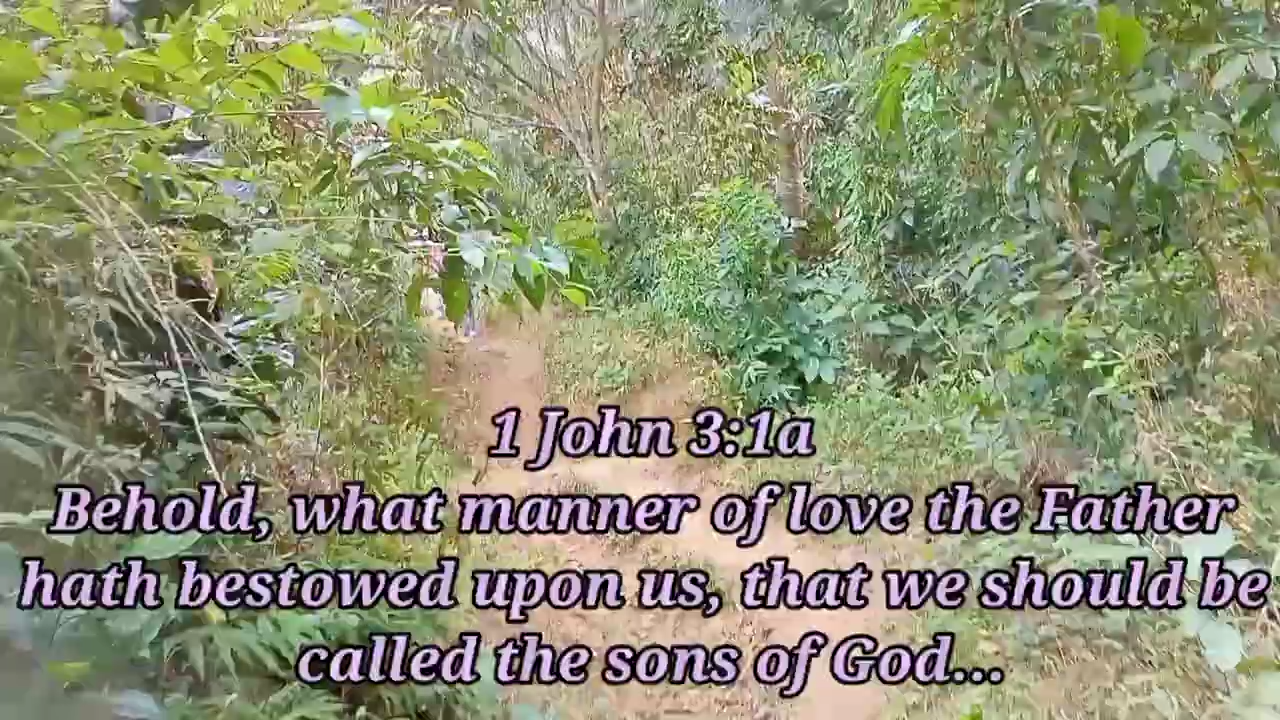 1 John 3:1a
Behold, what manner of love the Father
hath bestowed upon us, that we should be
called the sons of God...